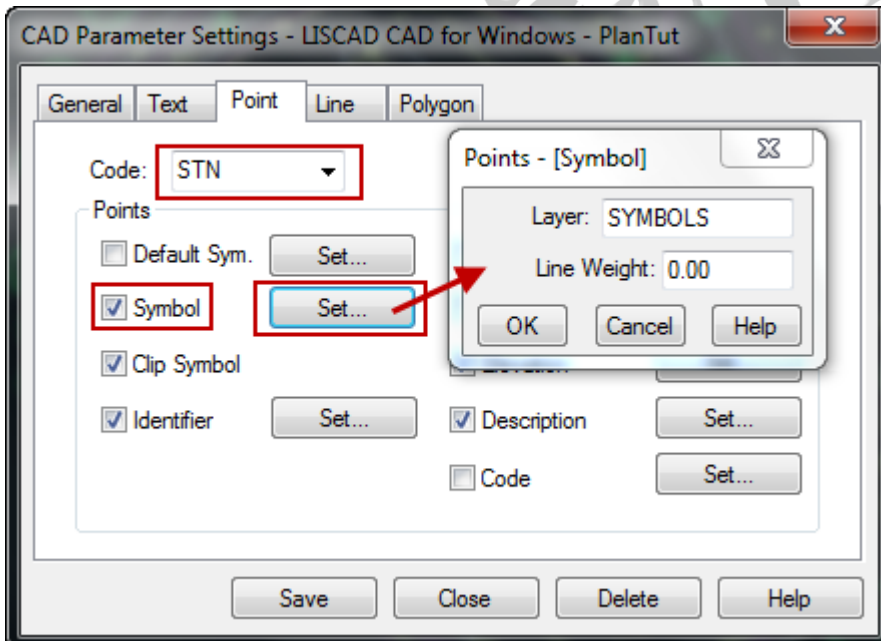 CAD Parameter Settings - LISCAD CAD for Windows - PlanTut
General Text Point Line Polygon
Code: STN
Points
Default Sym. Set...
Symbol Set...
Clip Symbol
Identifier Set...
Description Set...
Code Set...
Points - [Symbol]
Layer: SYMBOLS
Line Weight: 0.00
OK Cancel Help
Save Close Delete Help